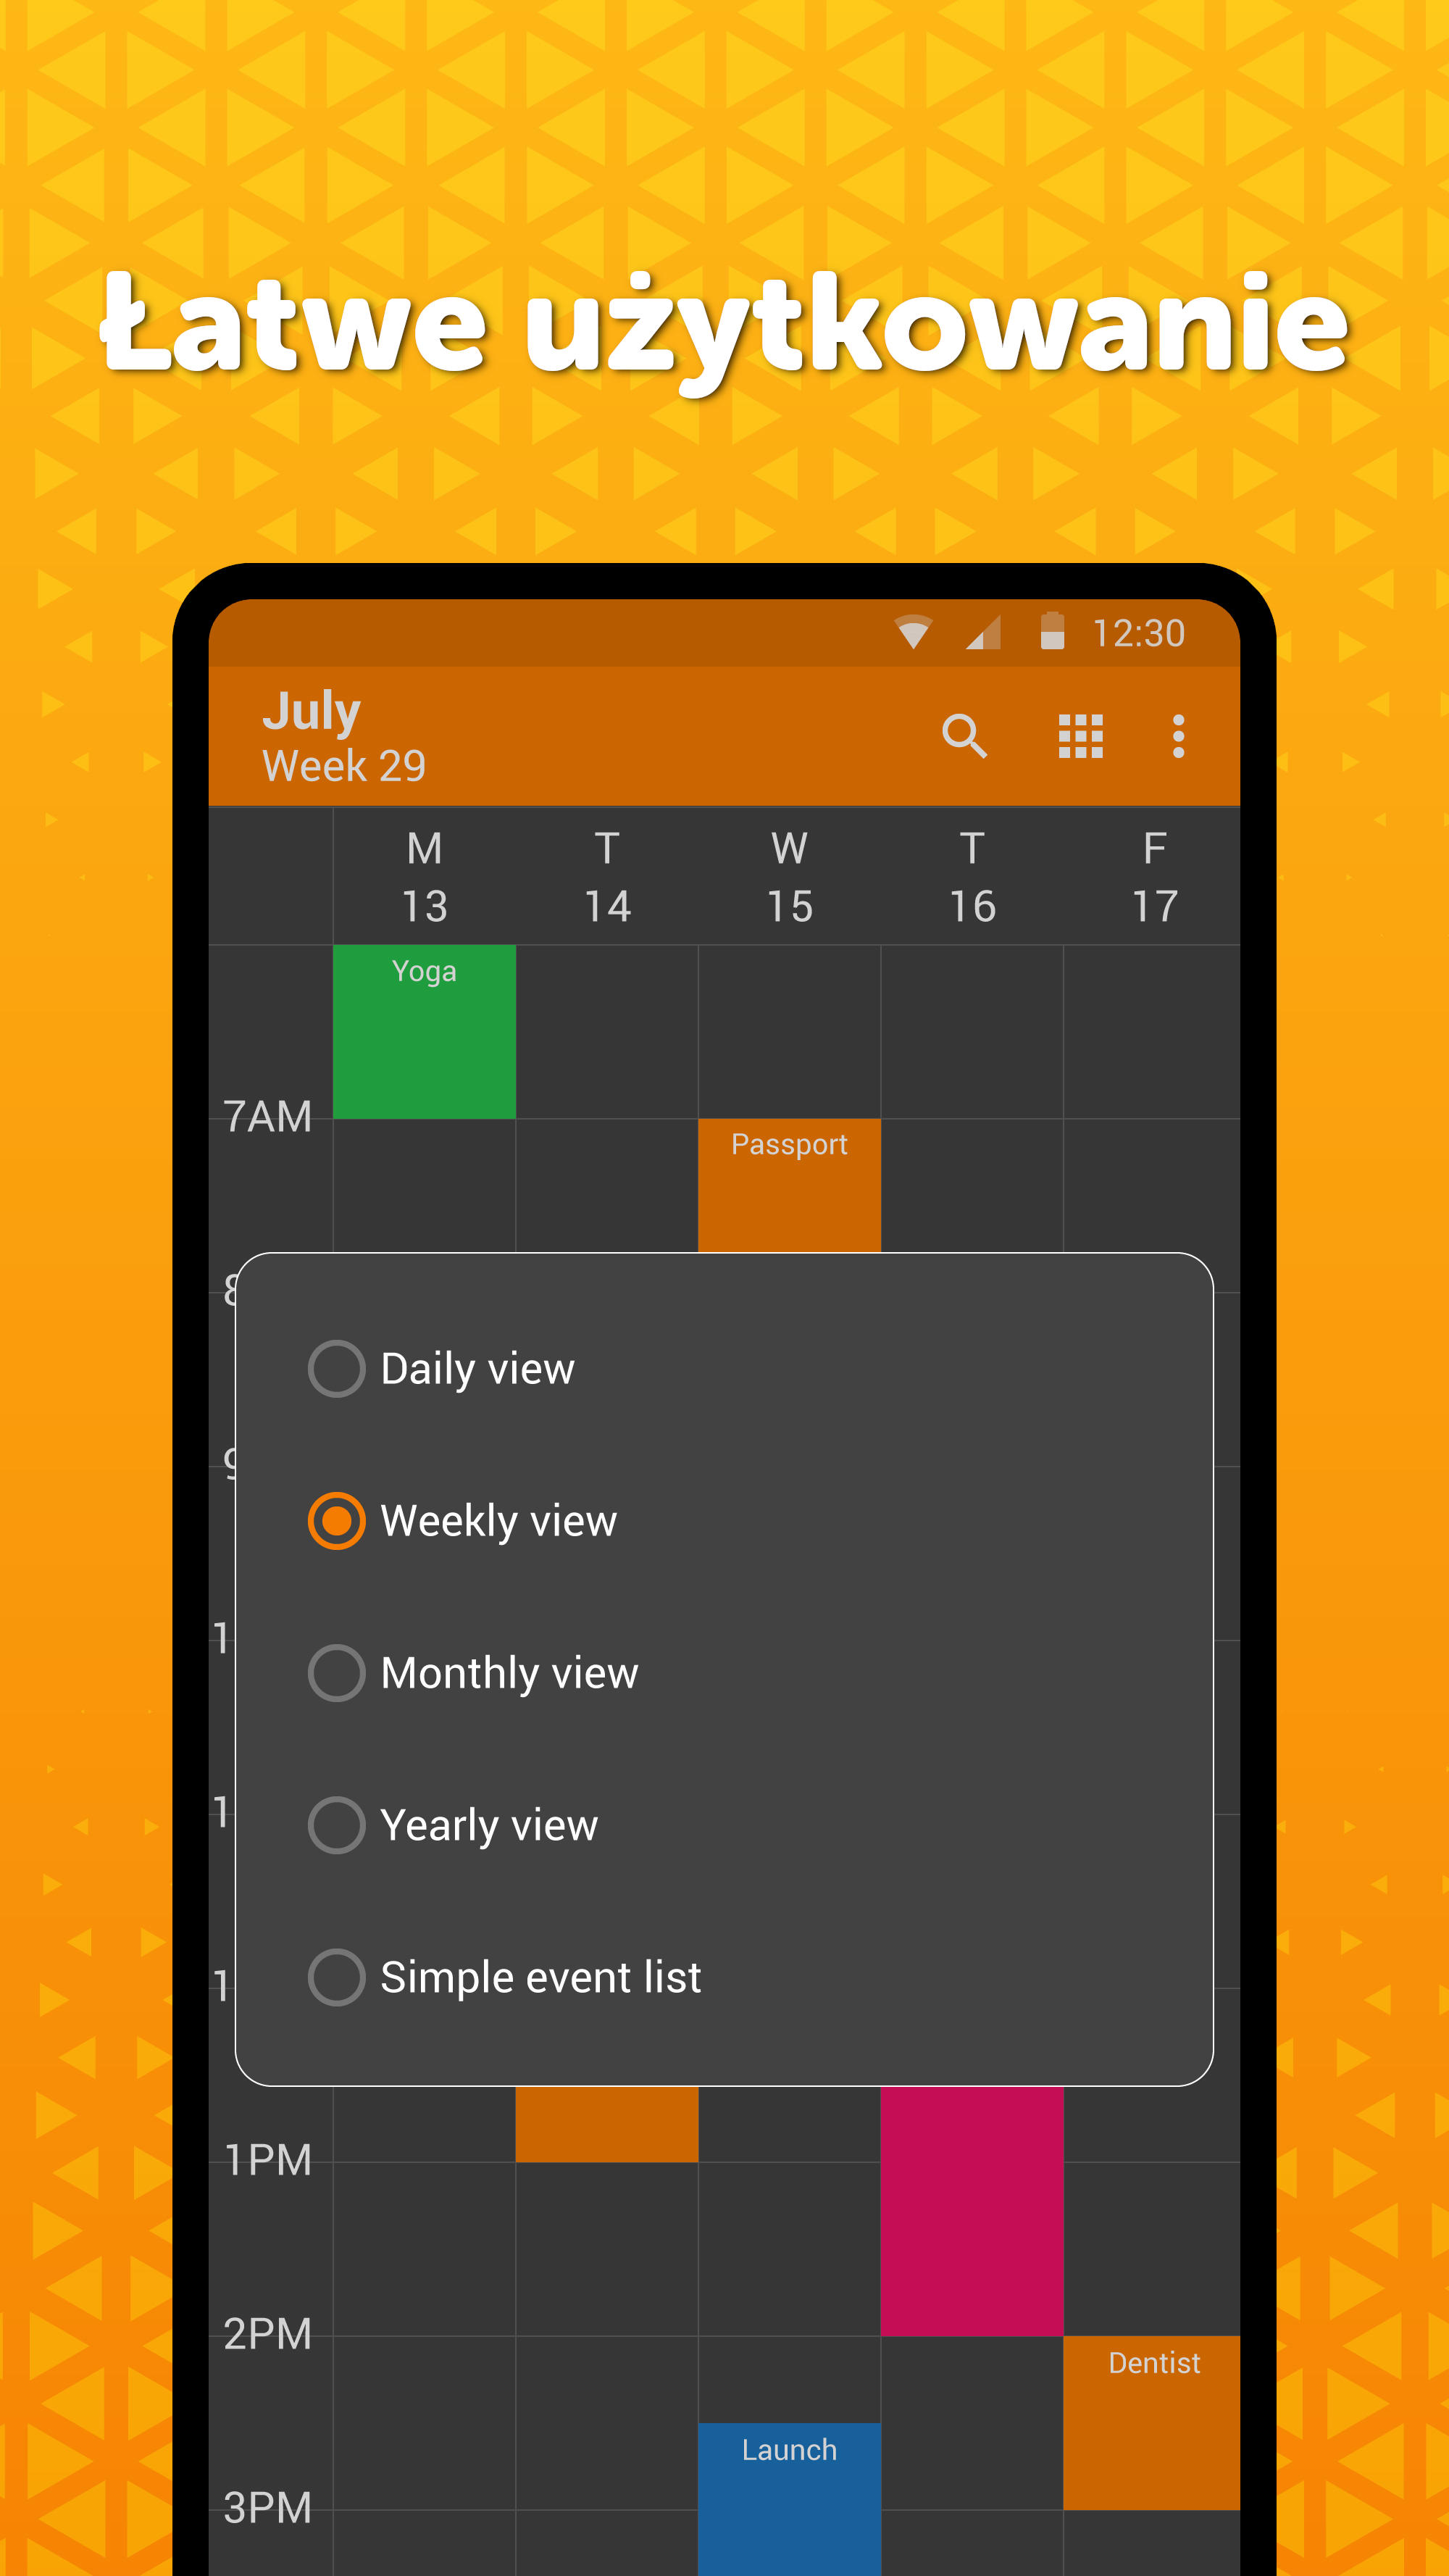 Łatwe użytkowanie
12:30
July
Week 29
M T W T F
13 14 15 16 17
Yoga
7AM
Passport
Daily view
Weekly view
Monthly view
Yearly view
Simple event list
1PM
2PM
Dentist
Launch
3PM